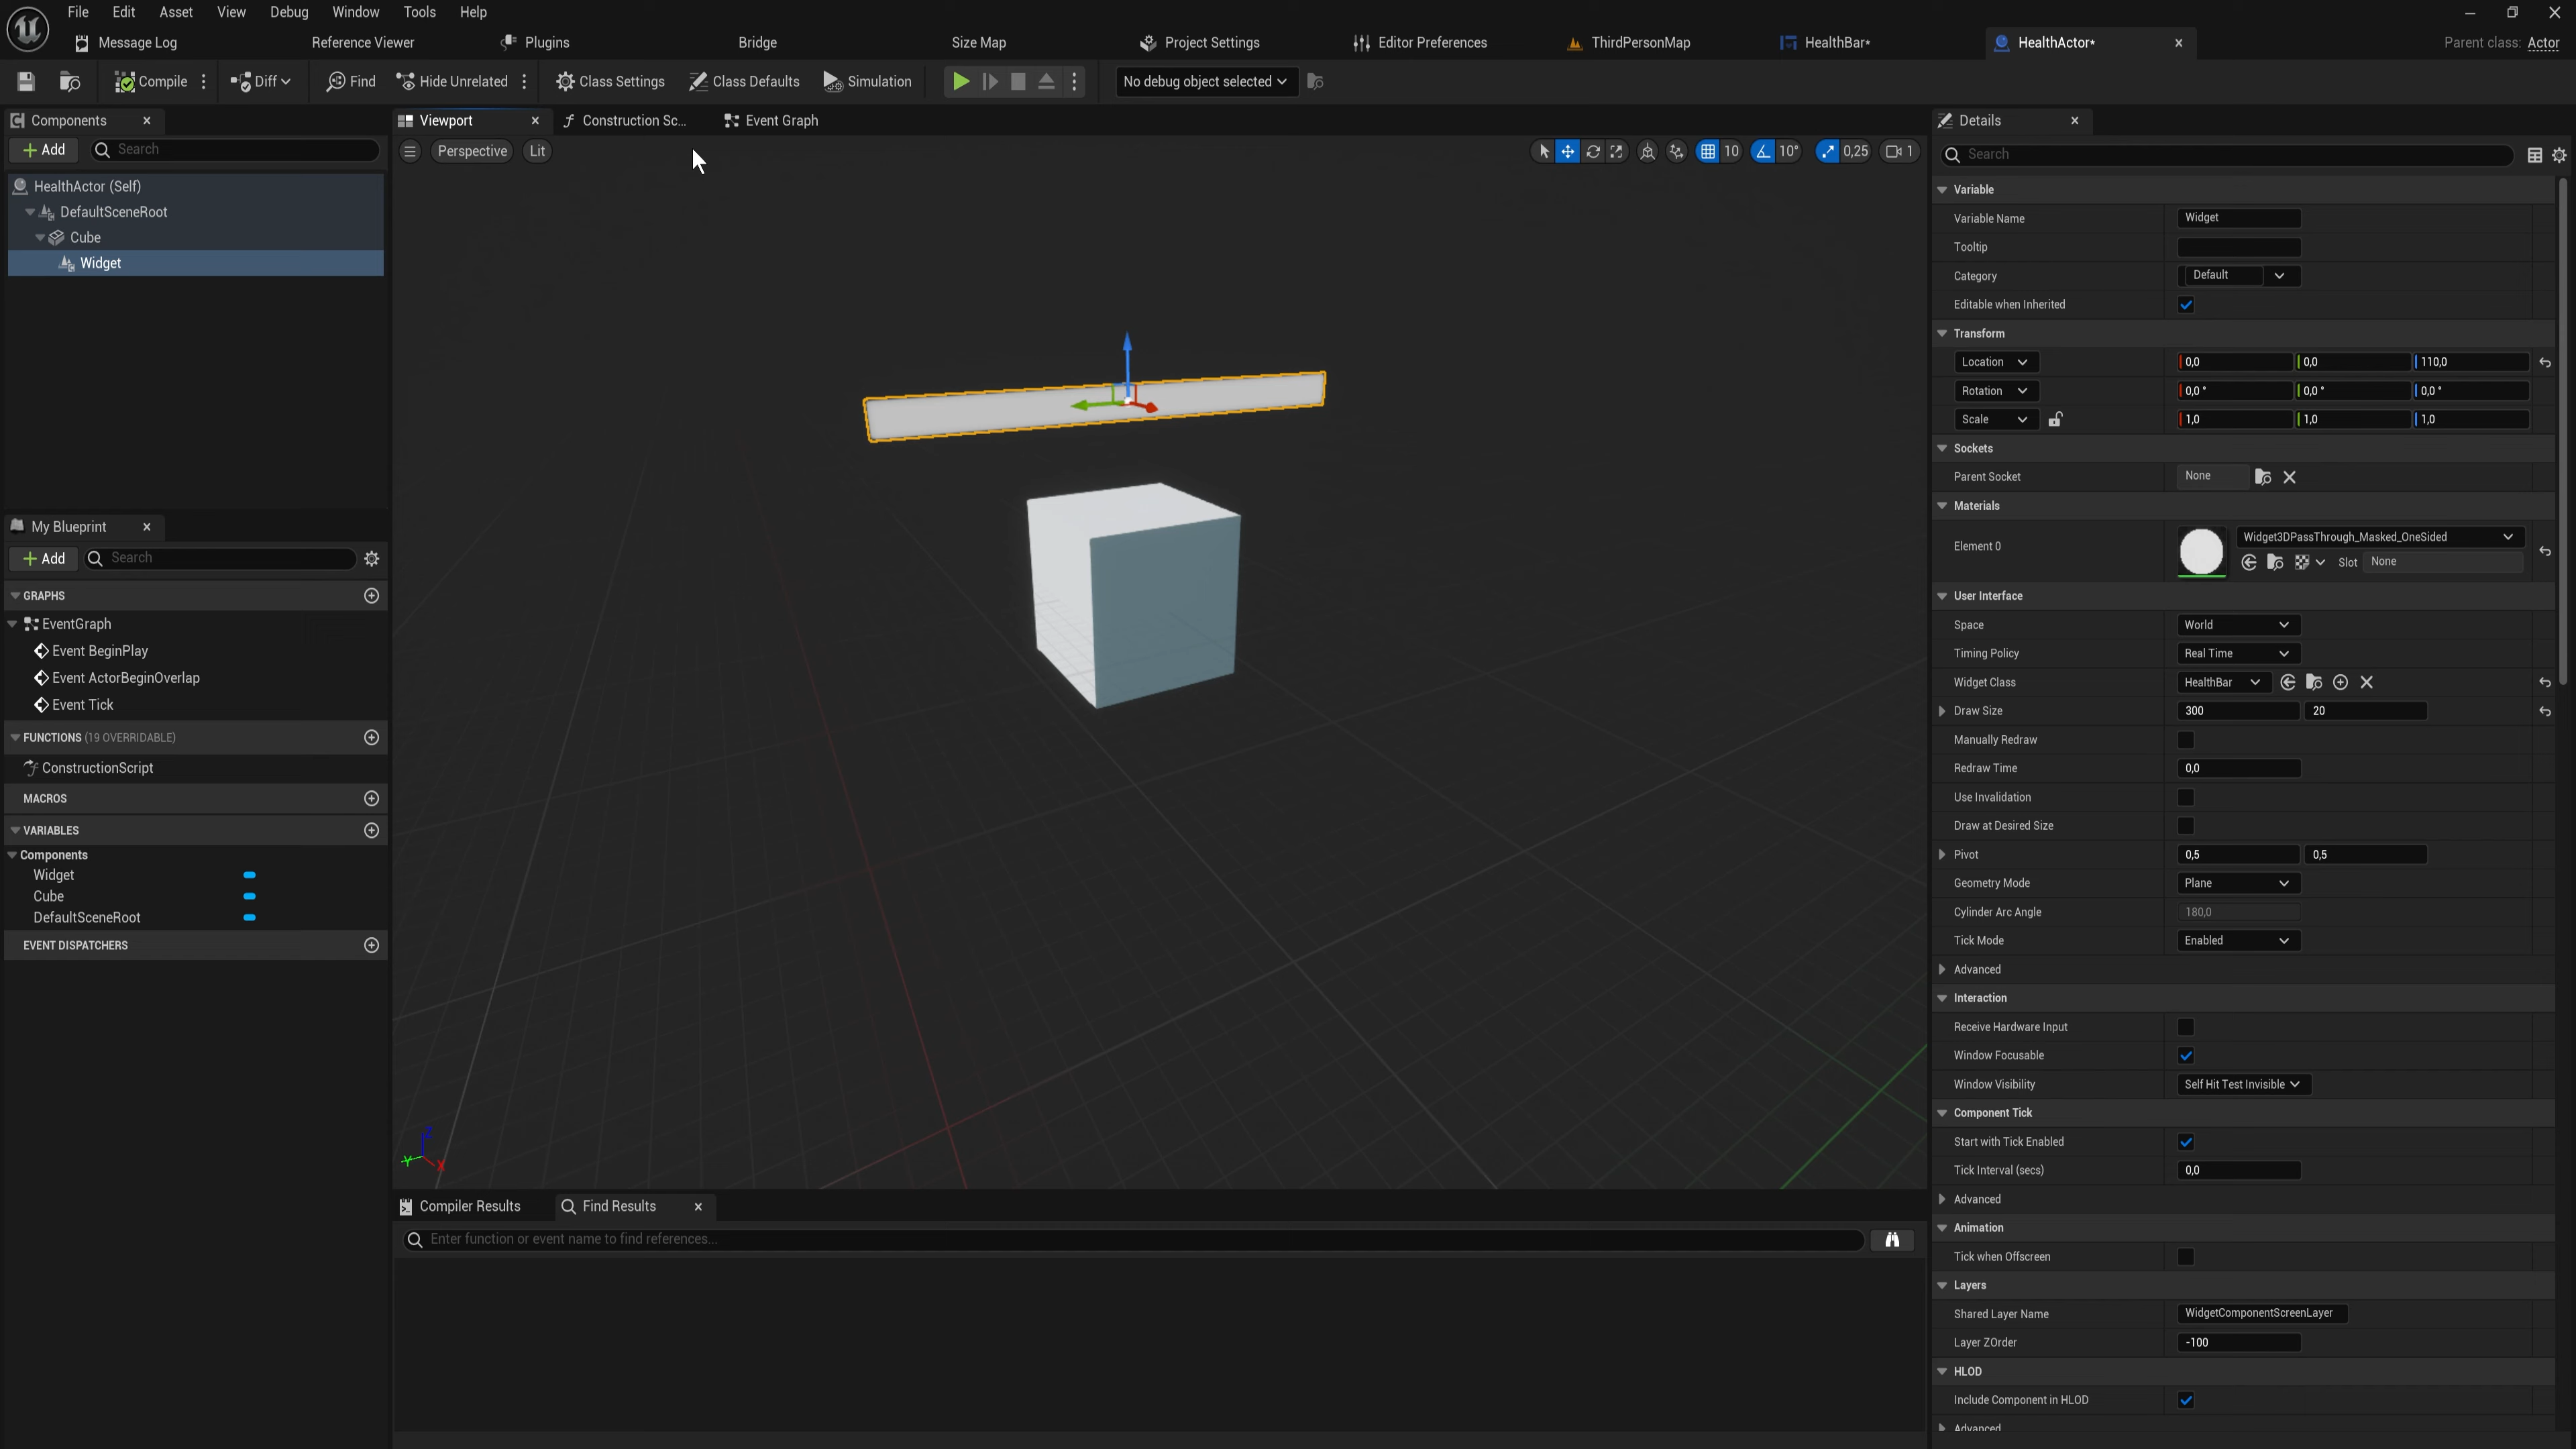 File Edit Asset View Debug Window Tools Help
Message Log Reference Viewer Plugins Bridge Size Map Project Settings Editor Preferences ThirdPersonMap HealthBar* HealthActor* Parent class: Actor
Compile Diff Find Hide Unrelated Class Settings Class Defaults Simulation No debug object selected
Components
Add Search
HealthActor (Self)
DefaultSceneRoot
Cube
Widget
My Blueprint
Add Search
GRAPHS
EventGraph
Event BeginPlay
Event ActorBeginOverlap
Event Tick
FUNCTIONS (19 OVERRIDABLE)
ConstructionScript
MACROS
VARIABLES
Components
Widget
Cube
DefaultSceneRoot
EVENT DISPATCHERS
Viewport Construction Sc... Event Graph
Perspective Lit 10 10° 0,25 1
Z
Y X
Compiler Results Find Results
Enter function or event name to find references...
Details
Search
Variable
Variable Name Widget
Tooltip
Category Default
Editable when Inherited
Transform
Location 0,0 0,0 110,0
Rotation 0,0 ° 0,0 ° 0,0 °
Scale 1,0 1,0 1,0
Sockets
Parent Socket None
Materials
Element 0 Widget3DPassThrough_Masked_OneSided
Slot None
User Interface
Space World
Timing Policy Real Time
Widget Class HealthBar
Draw Size 300 20
Manually Redraw
Redraw Time 0,0
Use Invalidation
Draw at Desired Size
Pivot 0,5 0,5
Geometry Mode Plane
Cylinder Arc Angle 180,0
Tick Mode Enabled
Advanced
Interaction
Receive Hardware Input
Window Focusable
Window Visibility Self Hit Test Invisible
Component Tick
Start with Tick Enabled
Tick Interval (secs) 0,0
Advanced
Animation
Tick when Offscreen
Layers
Shared Layer Name WidgetComponentScreenLayer
Layer ZOrder -100
HLOD
Include Component in HLOD
Advanced